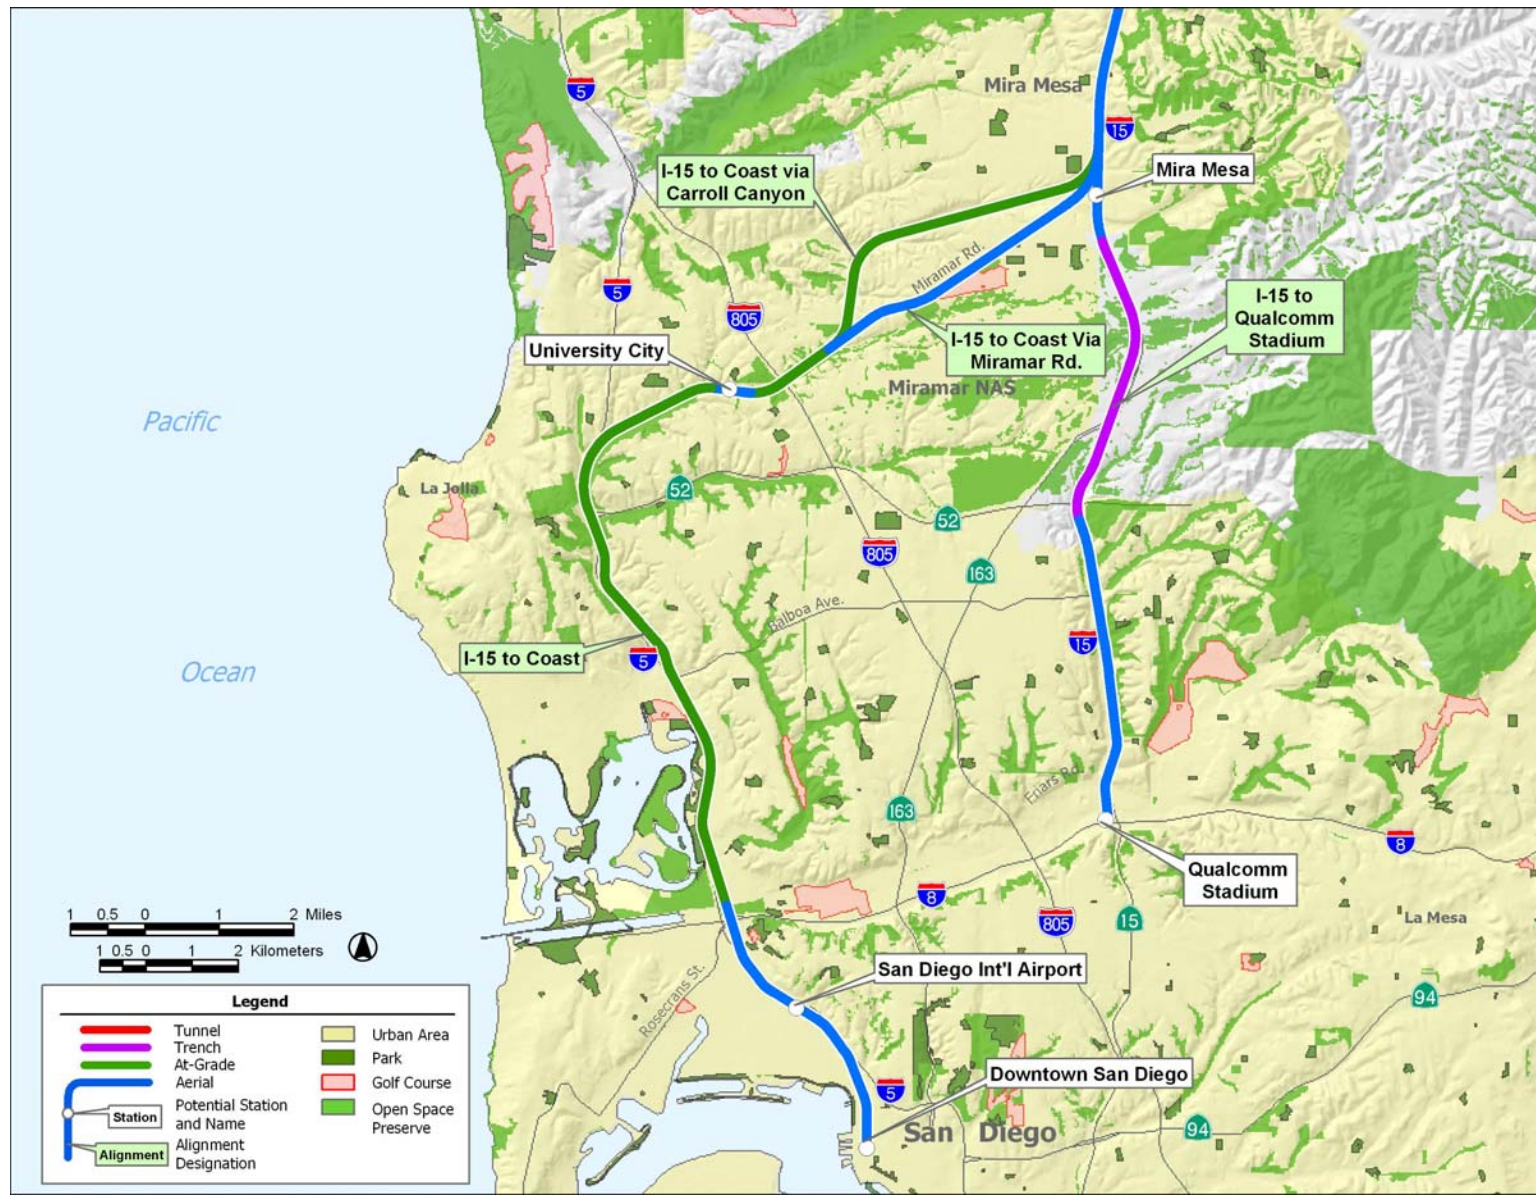 Mira Mesa
5
15
I-15 to Coast via
Carroll Canyon
Mira Mesa
Miramar Rd.
5
805
I-15 to
Qualcomm
Stadium
University City
I-15 to Coast Via
Miramar Rd.
Miramar NAS
Pacific
La Jolla
52
52
805
163
Balboa Ave.
15
I-15 to Coast
5
Ocean
Friars Rd.
163
8
Qualcomm
Stadium
8
805
15
La Mesa
1 0.5 0 1 2 Miles
1 0.5 0 1 2 Kilometers
San Diego Int'l Airport
Rosecrans St.
94
Downtown San Diego
5
94
San Diego
Legend
Tunnel
Trench
At-Grade
Aerial
Station
Potential Station
and Name
Alignment
Alignment
Designation
Urban Area
Park
Golf Course
Open Space
Preserve